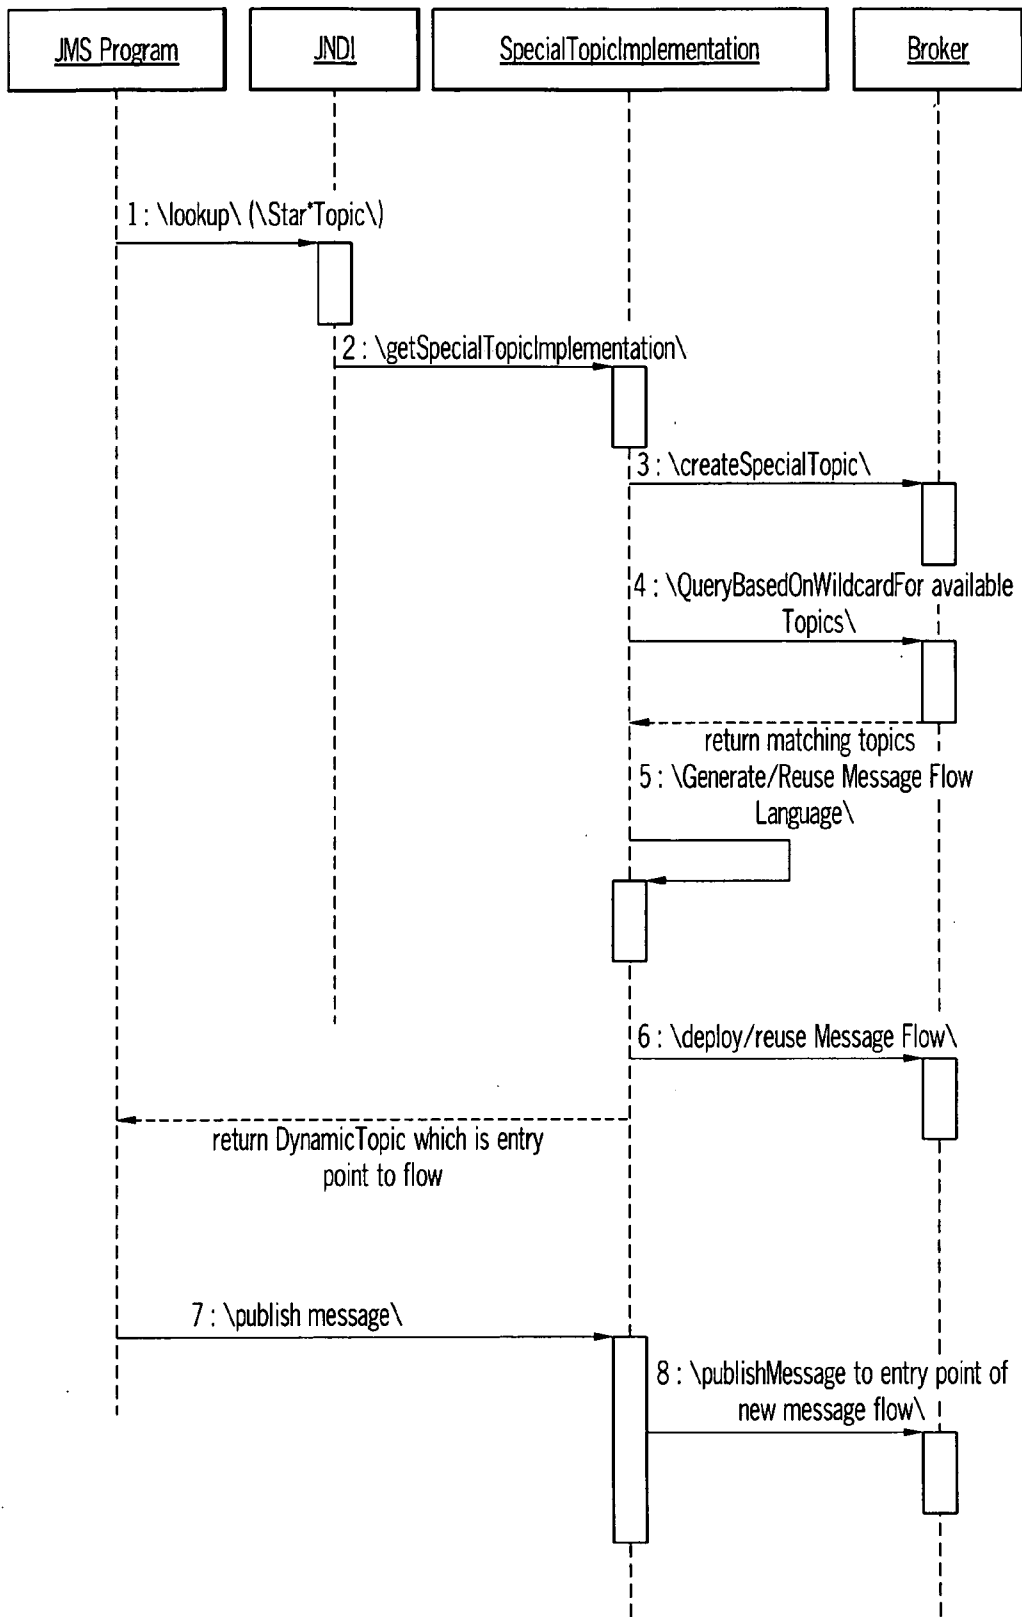 JMS Program
JNDI
SpecialTopicImplementation
Broker
1 : \lookup\ (\Star*Topic\)
2 : \getSpecialTopicImplementation\
3 : \createSpecialTopic\
4 : \QueryBasedOnWildcardFor available
Topics\
return matching topics
5 : \Generate/Reuse Message Flow
Language\
6 : \deploy/reuse Message Flow\
return DynamicTopic which is entry
point to flow
7 : \publish message\
8 : \publishMessage to entry point of
new message flow\